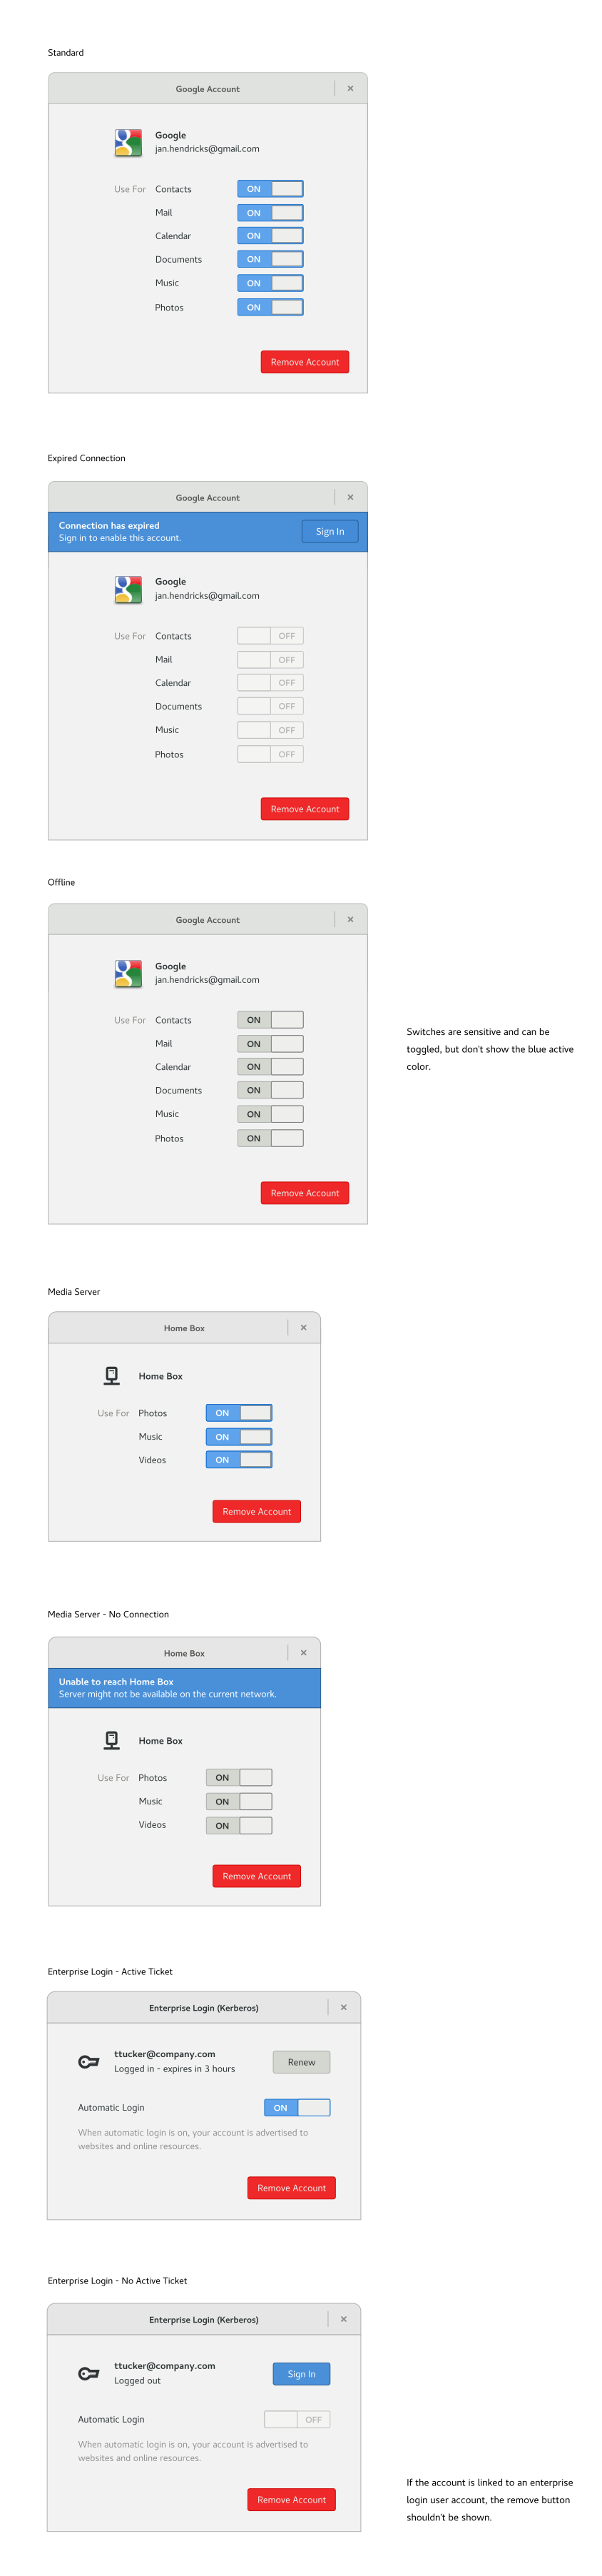 Standard
Google Account ×
Google
jan.hendricks@gmail.com
Use For Contacts ON
Mail ON
Calendar ON
Documents ON
Music ON
Photos ON
Remove Account
Expired Connection
Google Account ×
Connection has expired
Sign in to enable this account.
Sign In
Google
jan.hendricks@gmail.com
Use For Contacts OFF
Mail OFF
Calendar OFF
Documents OFF
Music OFF
Photos OFF
Remove Account
Offline
Google Account ×
Google
jan.hendricks@gmail.com
Use For Contacts ON
Mail ON
Calendar ON
Documents ON
Music ON
Photos ON
Remove Account
Switches are sensitive and can be
toggled, but don't show the blue active
color.
Media Server
Home Box ×
Home Box
Use For Photos ON
Music ON
Videos ON
Remove Account
Media Server - No Connection
Home Box ×
Unable to reach Home Box
Server might not be available on the current network.
Home Box
Use For Photos ON
Music ON
Videos ON
Remove Account
Enterprise Login - Active Ticket
Enterprise Login (Kerberos) ×
ttucker@company.com
Logged in - expires in 3 hours
Renew
Automatic Login ON
When automatic login is on, your account is advertised to
websites and online resources.
Remove Account
Enterprise Login - No Active Ticket
Enterprise Login (Kerberos) ×
ttucker@company.com
Logged out
Sign In
Automatic Login OFF
When automatic login is on, your account is advertised to
websites and online resources.
Remove Account
If the account is linked to an enterprise
login user account, the remove button
shouldn't be shown.